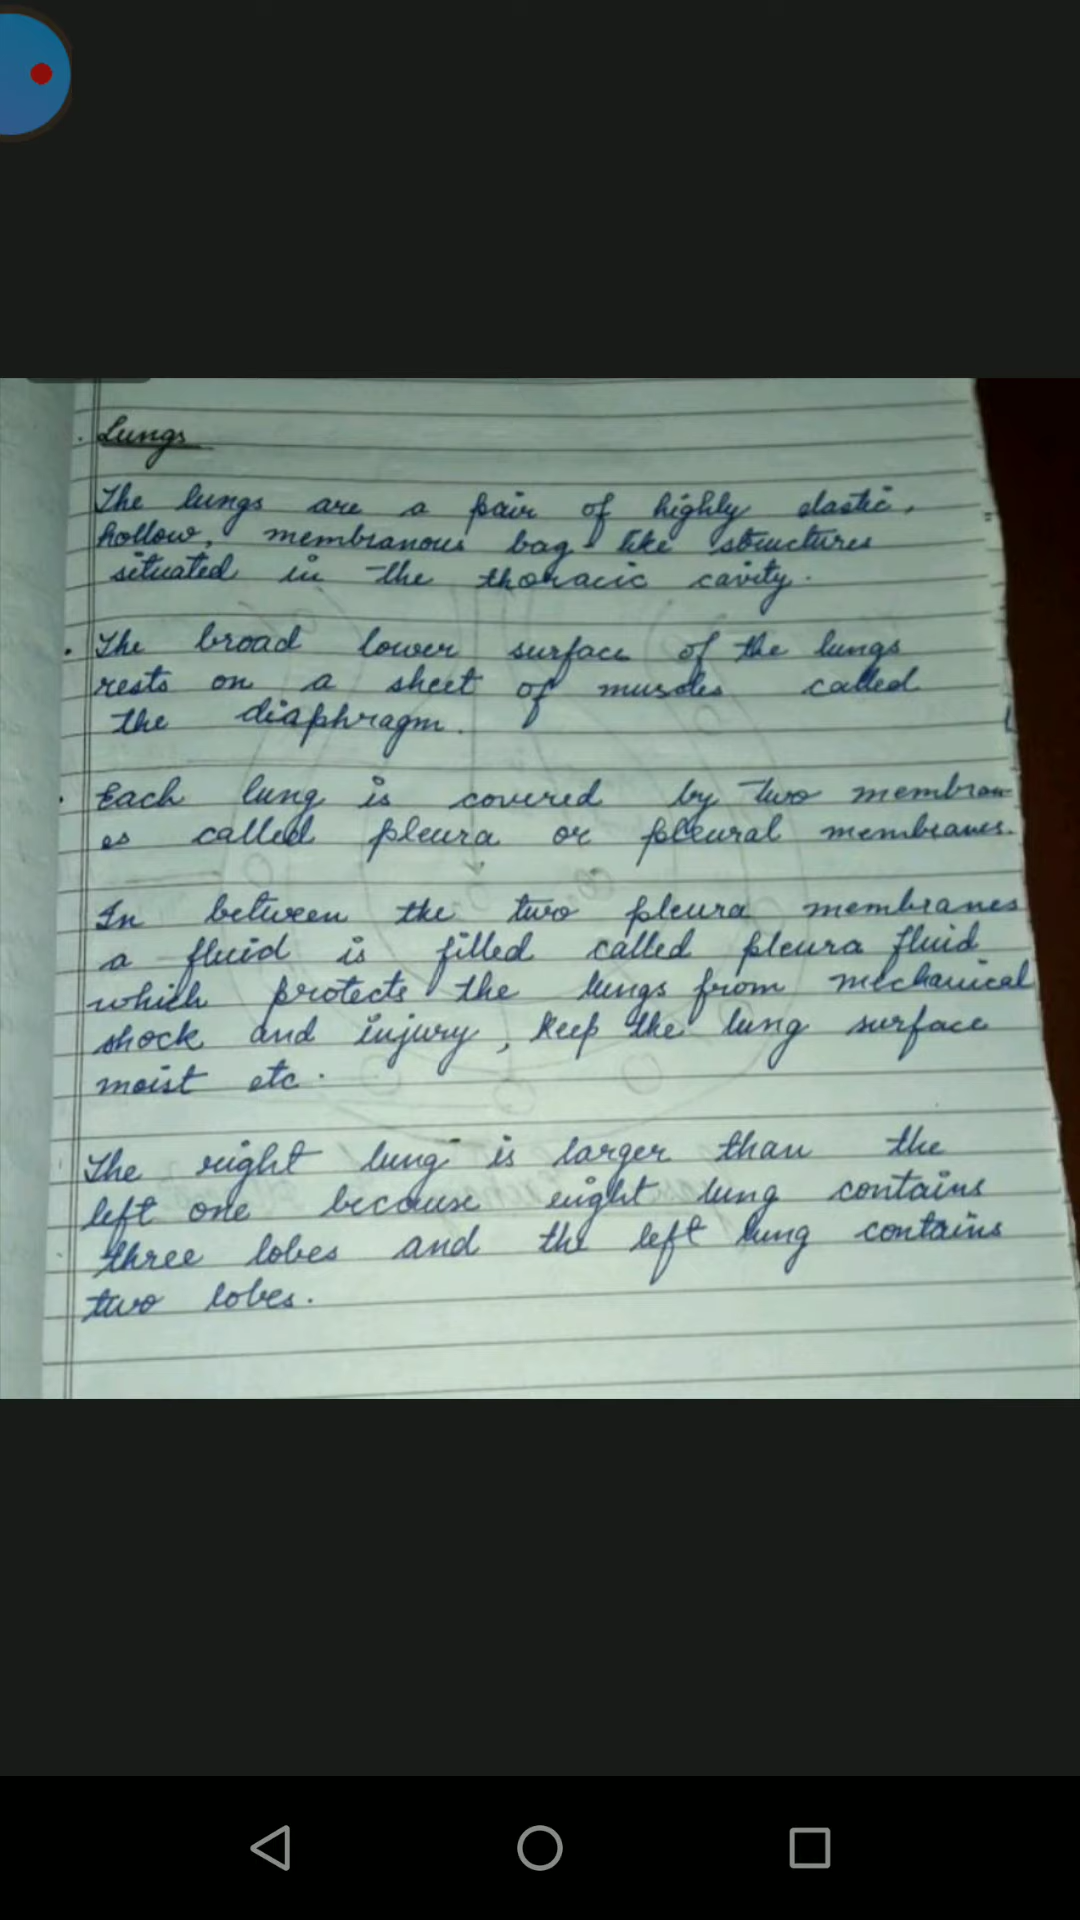 Lungs
The lungs are a pair of highly elastic,
hollow, membranous bag-like structures
situated in the thoracic cavity.
. The broad lower surface of the lungs
rests on a sheet of muscles called
the diaphragm.
. Each lung is covered by two membran-
es called pleura or pleural membranes.
In between the two pleura membranes
a fluid is filled called pleura fluid
which protects the lungs from mechanical
shock and injury, keep the lung surface
moist etc.
The right lung is larger than the
left one because right lung contains
three lobes and the left lung contains
two lobes.